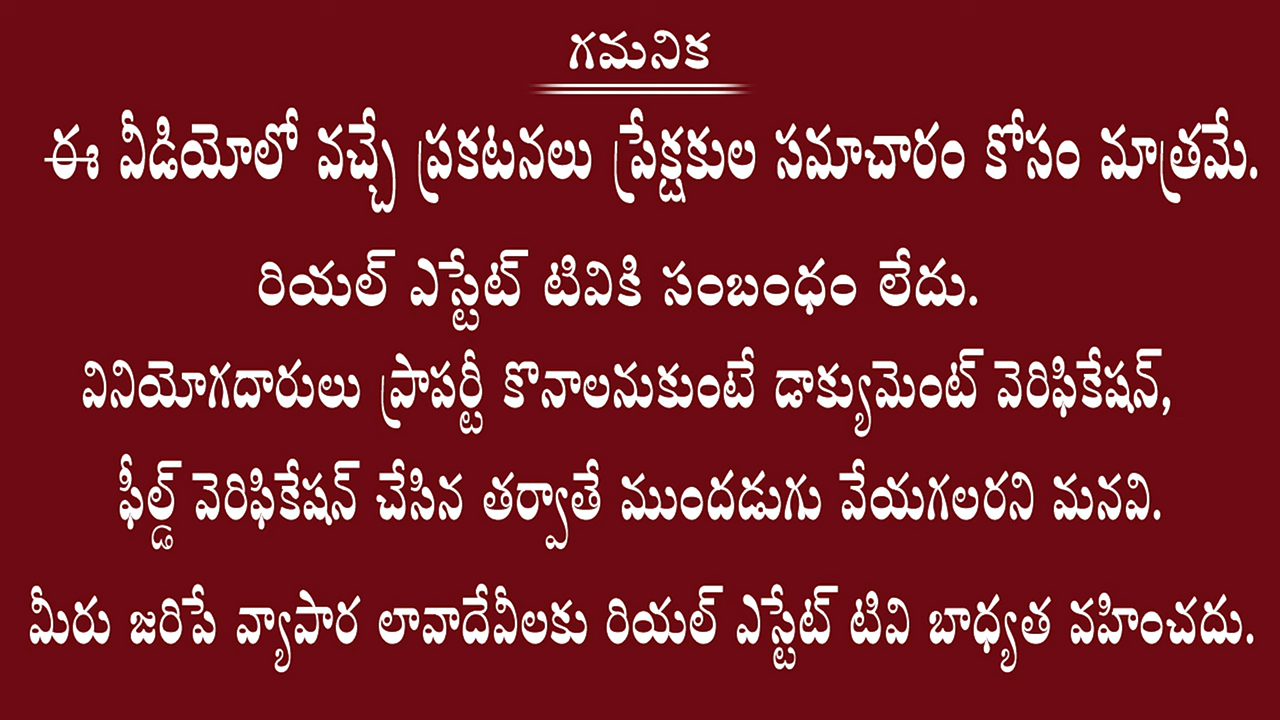 గమనిక
ఈ వీడియోలో వచ్చే ప్రకటనలు ప్రేక్షకుల సమాచారం కోసం మాత్రమే.
రియల్ ఎస్టేట్ టివికి సంబంధం లేదు.
వినియోగదారులు ప్రాపర్టీ కొనాలనుకుంటే డాక్యుమెంట్ వెరిఫికేషన్,
ఫీల్డ్ వెరిఫికేషన్ చేసిన తర్వాతే ముందడుగు వేయగలరని మనవి.
మీరు జరిపే వ్యాపార లావాదేవీలకు రియల్ ఎస్టేట్ టివి బాధ్యత వహించదు.